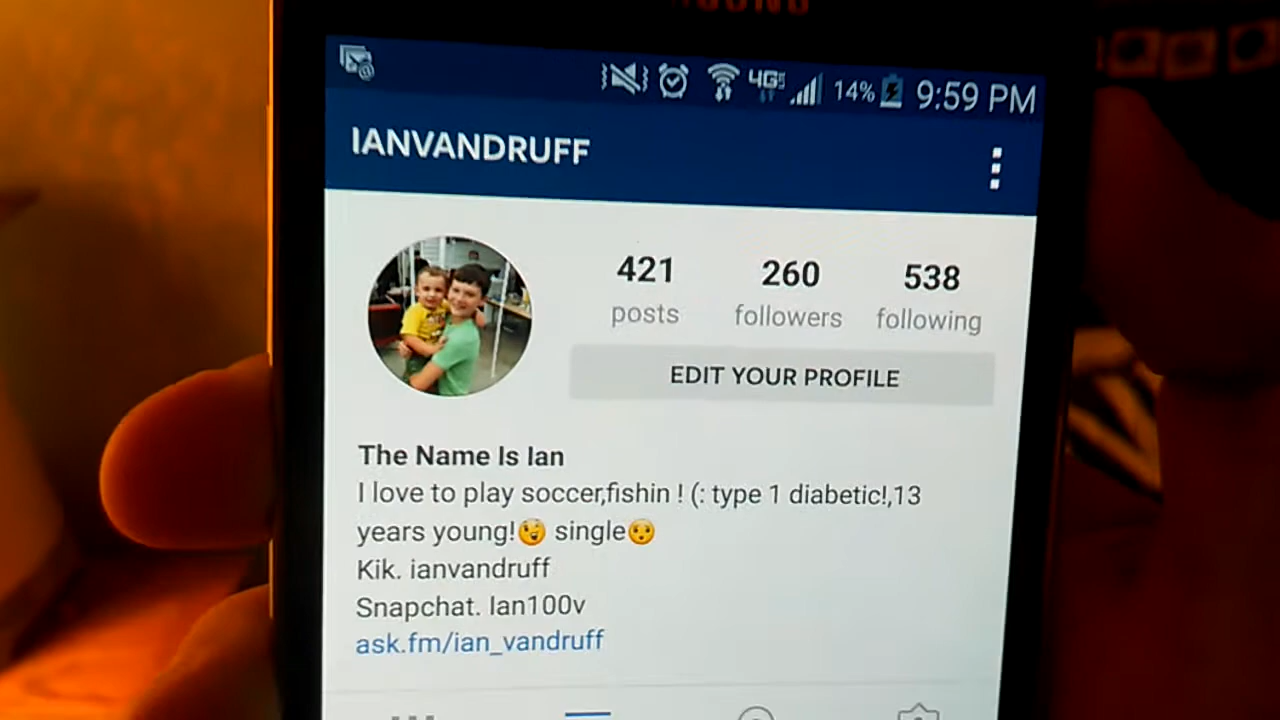 4G
14%
9:59 PM
IANVANDRUFF
421
260
538
posts
followers
following
EDIT YOUR PROFILE
The Name Is Ian
I love to play soccer,fishin ! (: type 1 diabetic!,13
years young!😲 single😲
Kik. ianvandruff
Snapchat. Ian100v
ask.fm/ian_vandruff